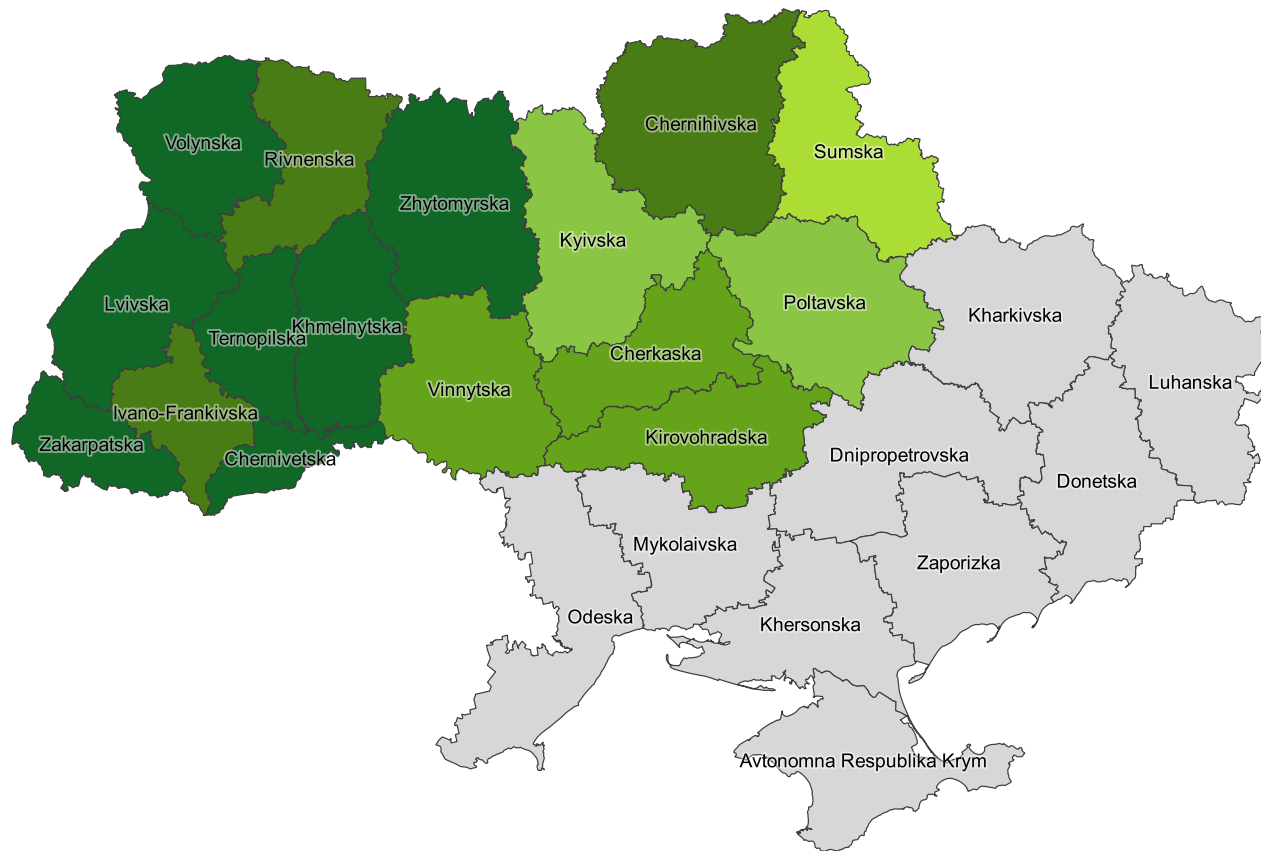 Chernihivska
Volynska
Sumska
Rivnenska
Zhytomyrska
Kyivska
Lvivska
Poltavska
Kharkivska
Khmelnytska
Ternopilska
Cherkaska
Luhanska
Vinnytska
Ivano-Frankivska
Kirovohradska
Zakarpatska
Chernivetska
Dnipropetrovska
Donetska
Mykolaivska
Zaporizka
Odeska
Khersonska
Avtonomna Respublika Krym